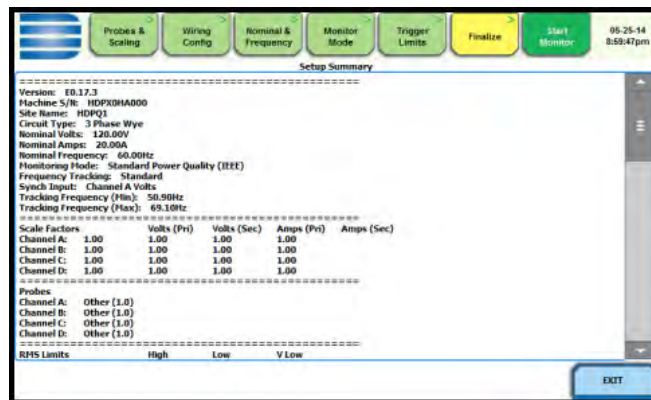 Probes & Scaling
Wiring Config
Nominal & Frequency
Monitor Mode
Trigger Limits
Finalize
Start Monitor
05-25-14
8:59:47pm
Setup Summary
==========================================
Version: E0.17.3
Machine S/N: HDPX0HA000
Site Name: HDPQ1
Circuit Type: 3 Phase Wye
Nominal Volts: 120.00V
Nominal Amps: 20.00A
Nominal Frequency: 60.00Hz
Monitoring Mode: Standard Power Quality (IEEE)
Frequency Tracking: Standard
Synch Input: Channel A Volts
Tracking Frequency (Min): 50.90Hz
Tracking Frequency (Max): 69.10Hz
==========================================
Scale Factors Volts (Pri) Volts (Sec) Amps (Pri) Amps (Sec)
Channel A: 1.00 1.00 1.00 1.00
Channel B: 1.00 1.00 1.00 1.00
Channel C: 1.00 1.00 1.00 1.00
Channel D: 1.00 1.00 1.00 1.00
==========================================
Probes
Channel A: Other (1.0)
Channel B: Other (1.0)
Channel C: Other (1.0)
Channel D: Other (1.0)
==========================================
RMS Limits High Low V Low
EXIT